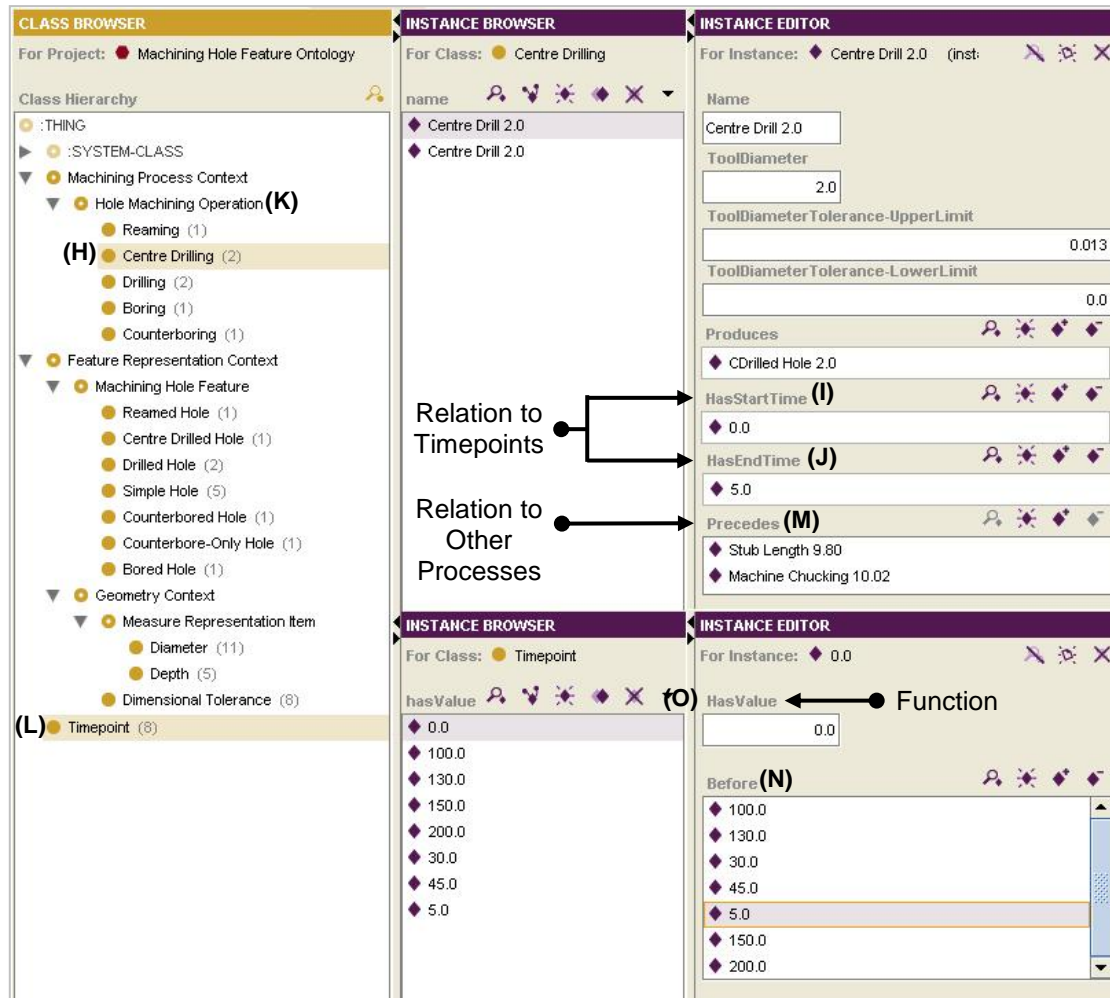 CLASS BROWSER
For Project: Machining Hole Feature Ontology
Class Hierarchy
:THING
:SYSTEM-CLASS
Machining Process Context
Hole Machining Operation (K)
Reaming (1)
(H) Centre Drilling (2)
Drilling (2)
Boring (1)
Counterboring (1)
Feature Representation Context
Machining Hole Feature
Reamed Hole (1)
Centre Drilled Hole (1)
Drilled Hole (2)
Simple Hole (5)
Counterbored Hole (1)
Counterbore-Only Hole (1)
Bored Hole (1)
Geometry Context
Measure Representation Item
Diameter (11)
Depth (5)
Dimensional Tolerance (8)
(L) Timepoint (8)
INSTANCE BROWSER
For Class: Centre Drilling
name
Centre Drill 2.0
Centre Drill 2.0
Relation to
Timepoints
Relation to
Other
Processes
INSTANCE EDITOR
For Instance: Centre Drill 2.0 (inst:
Name
Centre Drill 2.0
ToolDiameter
2.0
ToolDiameterTolerance-UpperLimit
0.013
ToolDiameterTolerance-LowerLimit
0.0
Produces
CDrilled Hole 2.0
HasStartTime (I)
0.0
HasEndTime (J)
5.0
Precedes (M)
Stub Length 9.80
Machine Chucking 10.02
INSTANCE BROWSER
For Class: Timepoint
hasValue
0.0
100.0
130.0
150.0
200.0
30.0
45.0
5.0
INSTANCE EDITOR
For Instance: 0.0
(O) HasValue Function
0.0
Before (N)
100.0
130.0
30.0
45.0
5.0
150.0
200.0